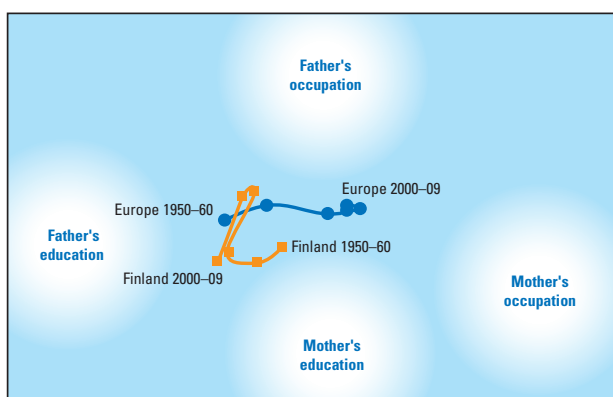 Father's
occupation
Europe 2000–09
Europe 1950–60
Father's
education
Finland 1950–60
Finland 2000–09
Mother's
occupation
Mother's
education